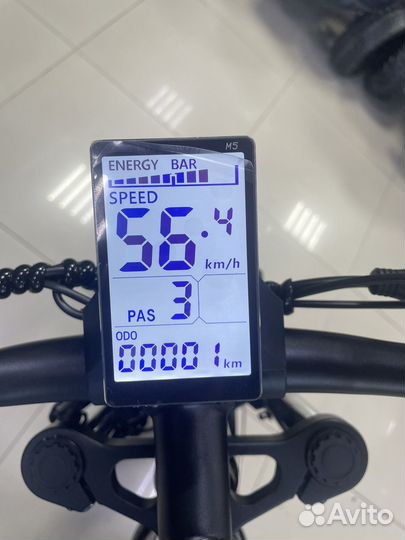 M5
ENERGY BAR
SPEED
56.4 km/h
PAS 3
ODO
00001 km
Avito